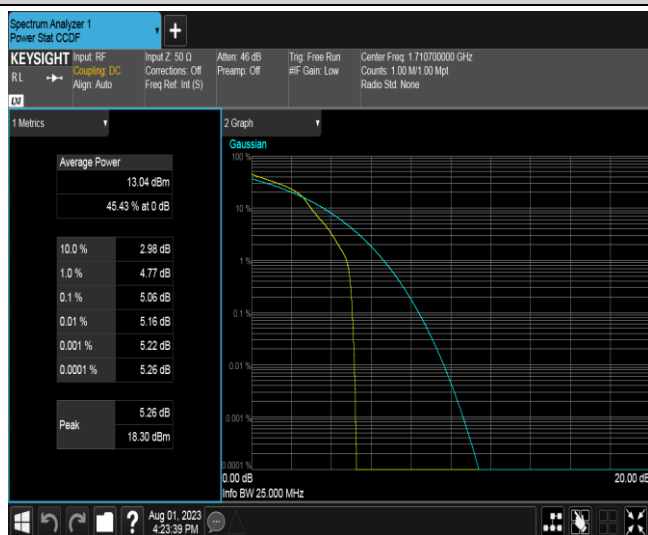 Spectrum Analyzer 1
Power Stat CCDF
+
KEYSIGHT
RL
Input: RF
Coupling: DC
Align: Auto
Input Z: 50 Ω
Corrections: Off
Freq Ref: Int (S)
Atten: 46 dB
Preamp: Off
Trig: Free Run
#IF Gain: Low
Center Freq: 1.710700000 GHz
Counts: 1.00 M/1.00 Mpt
Radio Std: None
LXI
1 Metrics
Average Power
13.04 dBm
45.43 % at 0 dB
10.0 % 2.98 dB
1.0 % 4.77 dB
0.1 % 5.06 dB
0.01 % 5.16 dB
0.001 % 5.22 dB
0.0001 % 5.26 dB
Peak
5.26 dB
18.30 dBm
2 Graph
Gaussian
100 %
10 %
1 %
0.1 %
0.01 %
0.001 %
0.0001 %
0.00 dB
20.00 dB
Info BW 25.000 MHz
?
Aug 01, 2023
4:23:39 PM